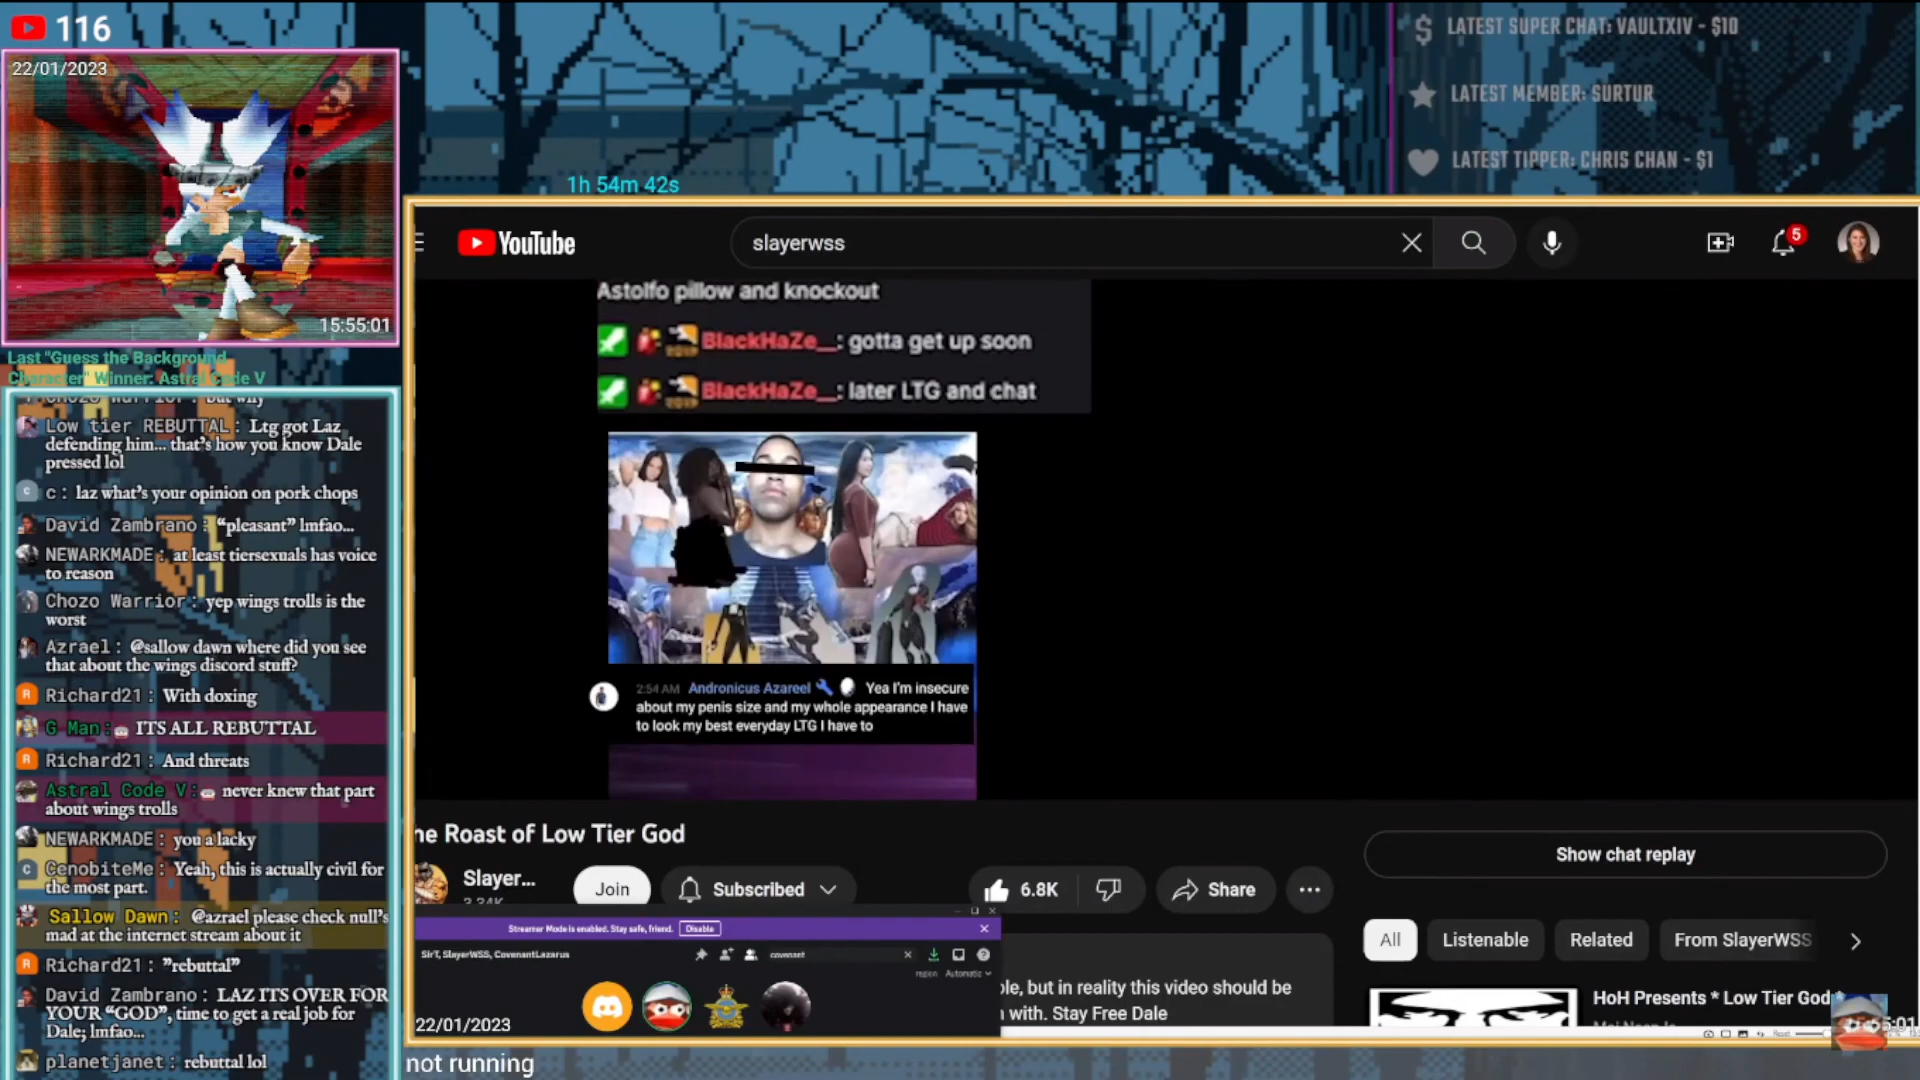 116
22/01/2023
15:55:01
Last "Guess the Background
Character" Winner: Astral Code V
Chozo Warrior: but why
Low tier REBUTTAL: Ltg got Laz
defending him... that's how you know Dale
pressed lol
c: laz what's your opinion on pork chops
David Zambrano: “pleasant” lmfao...
NEWARKMADE: at least tiersexuals has voice
to reason
Chozo Warrior: yep wings trolls is the
worst
Azrael: @sallow dawn where did you see
that about the wings discord stuff?
Richard21: With doxing
G Man: ITS ALL REBUTTAL
Richard21: And threats
Astral Code V: never knew that part
about wings trolls
NEWARKMADE: you a lacky
CenobiteMe: Yeah, this is actually civil for
the most part.
Sallow Dawn: @azrael please check null's
mad at the internet stream about it
Richard21: ”rebuttal”
David Zambrano: LAZ ITS OVER FOR
YOUR “GOD”, time to get a real job for
Dale; lmfao...
planetjanet: rebuttal lol
1h 54m 42s
LATEST SUPER CHAT: VAULTXIV - $10
LATEST MEMBER: SURTUR
LATEST TIPPER: CHRIS CHAN - $1
YouTube
slayerwss
5
Astolfo pillow and knockout
BlackHaZe__: gotta get up soon
BlackHaZe__: later LTG and chat
2:54 AM Andronicus Azareel Yea I'm insecure
about my penis size and my whole appearance I have
to look my best everyday LTG I have to
he Roast of Low Tier God
Slayer...
3.34K
Join
Subscribed
6.8K
Share
Show chat replay
All
Listenable
Related
From SlayerWSS
Streamer Mode is enabled. Stay safe, friend.
Disable
SirT, SlayerWSS, CovenantLazarus
covenant
region
Automatic
22/01/2023
ble, but in reality this video should be
with. Stay Free Dale
HoH Presents * Low Tier God *
5:01
not running